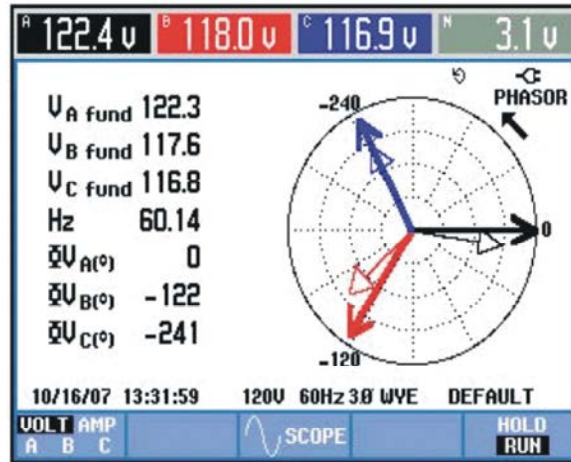 A 122.4 V B 118.0 V C 116.9 V N 3.1 V
PHASOR
-240
V A fund 122.3
V B fund 117.6
V C fund 116.8
Hz 60.14
ΦV A(°) 0
0
ΦV B(°) -122
ΦV C(°) -241
-120
10/16/07 13:31:59 120V 60Hz 3Ø WYE DEFAULT
VOLT AMP
A B C
SCOPE
HOLD
RUN